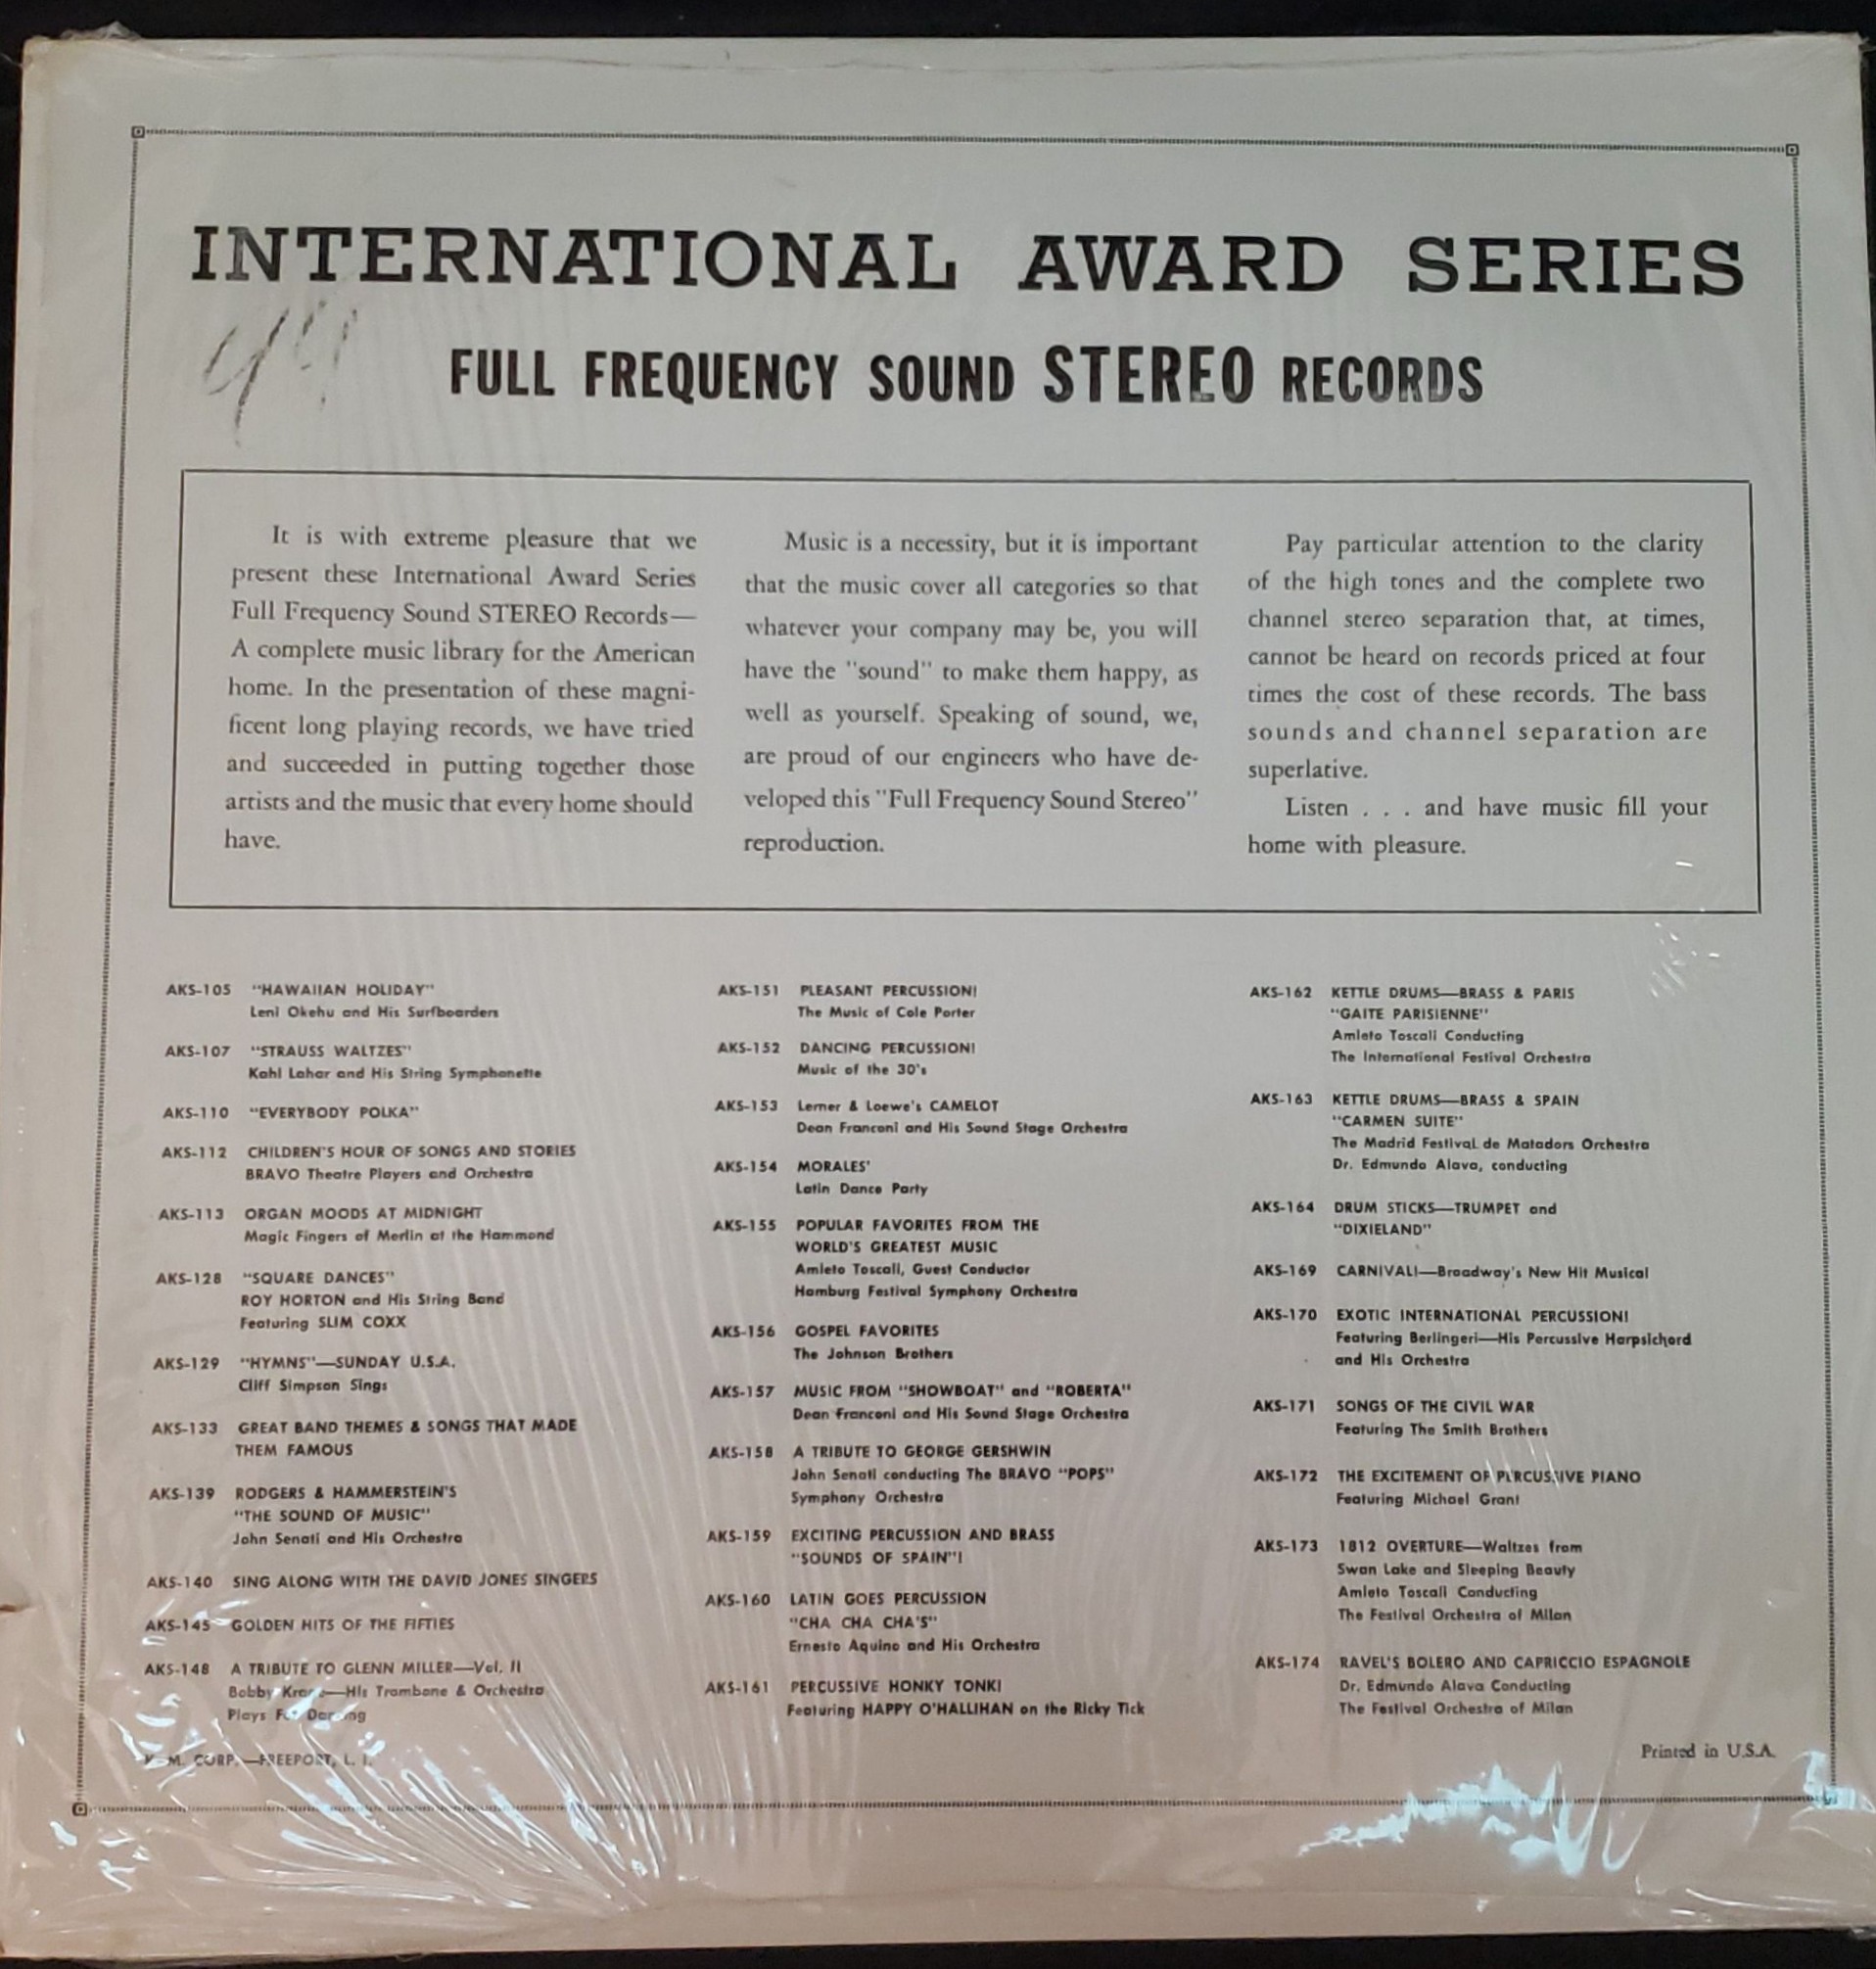 INTERNATIONAL AWARD SERIES
FULL FREQUENCY SOUND STEREO RECORDS
It is with extreme pleasure that we
present these International Award Series
Full Frequency Sound STEREO Records—
A complete music library for the American
home. In the presentation of these magni-
ficent long playing records, we have tried
and succeeded in putting together those
artists and the music that every home should
have.
Music is a necessity, but it is important
that the music cover all categories so that
whatever your company may be, you will
have the "sound" to make them happy, as
well as yourself. Speaking of sound, we,
are proud of our engineers who have de-
veloped this "Full Frequency Sound Stereo"
reproduction.
Pay particular attention to the clarity
of the high tones and the complete two
channel stereo separation that, at times,
cannot be heard on records priced at four
times the cost of these records. The bass
sounds and channel separation are
superlative.
Listen . . . and have music fill your
home with pleasure.
AKS-105 "HAWAIIAN HOLIDAY"
Leni Okehu and His Surfboarders
AKS-107 "STRAUSS WALTZES"
Kahl Lehar and His String Symphonette
AKS-110 "EVERYBODY POLKA"
AKS-112 CHILDREN'S HOUR OF SONGS AND STORIES
BRAVO Theatre Players and Orchestra
AKS-113 ORGAN MOODS AT MIDNIGHT
Magic Fingers of Merlin at the Hammond
AKS-128 "SQUARE DANCES"
ROY HORTON and His String Band
Featuring SLIM COXX
AKS-129 "HYMNS"—SUNDAY U.S.A.
Cliff Simpson Sings
AKS-133 GREAT BAND THEMES & SONGS THAT MADE
THEM FAMOUS
AKS-139 RODGERS & HAMMERSTEIN'S
"THE SOUND OF MUSIC"
John Senati and His Orchestra
AKS-140 SING ALONG WITH THE DAVID JONES SINGERS
AKS-145 GOLDEN HITS OF THE FIFTIES
AKS-148 A TRIBUTE TO GLENN MILLER—Vol. II
Bobby —His Trombone & Orchestra
Plays For Dancing
CORP.—FREEPORT, L. I.
AKS-151 PLEASANT PERCUSSION!
The Music of Cole Porter
AKS-152 DANCING PERCUSSION!
Music of the 30's
AKS-153 Lerner & Loewe's CAMELOT
Dean Franconi and His Sound Stage Orchestra
AKS-154 MORALES'
Latin Dance Party
AKS-155 POPULAR FAVORITES FROM THE
WORLD'S GREATEST MUSIC
Amleto Toscali, Guest Conductor
Hamburg Festival Symphony Orchestra
AKS-156 GOSPEL FAVORITES
The Johnson Brothers
AKS-157 MUSIC FROM "SHOWBOAT" and "ROBERTA"
Dean Franconi and His Sound Stage Orchestra
AKS-158 A TRIBUTE TO GEORGE GERSHWIN
John Senati conducting The BRAVO "POPS"
Symphony Orchestra
AKS-159 EXCITING PERCUSSION AND BRASS
"SOUNDS OF SPAIN"!
AKS-160 LATIN GOES PERCUSSION
"CHA CHA CHA'S"
Ernesto Aquino and His Orchestra
AKS-161 PERCUSSIVE HONKY TONK!
Featuring HAPPY O'HALLIHAN on the Ricky Tick
AKS-162 KETTLE DRUMS—BRASS & PARIS
"GAITE PARISIENNE"
Amleto Toscali Conducting
The International Festival Orchestra
AKS-163 KETTLE DRUMS—BRASS & SPAIN
"CARMEN SUITE"
The Madrid Festival de Matadors Orchestra
Dr. Edmundo Alava, conducting
AKS-164 DRUM STICKS—TRUMPET and
"DIXIELAND"
AKS-169 CARNIVAL!—Broadway's New Hit Musical
AKS-170 EXOTIC INTERNATIONAL PERCUSSION!
Featuring Berlingeri—His Percussive Harpsichord
and His Orchestra
AKS-171 SONGS OF THE CIVIL WAR
Featuring The Smith Brothers
AKS-172 THE EXCITEMENT OF PERCUSSIVE PIANO
Featuring Michael Grant
AKS-173 1812 OVERTURE—Waltzes from
Swan Lake and Sleeping Beauty
Amleto Toscali Conducting
The Festival Orchestra of Milan
AKS-174 RAVEL'S BOLERO AND CAPRICCIO ESPAGNOLE
Dr. Edmundo Alava Conducting
The Festival Orchestra of Milan
Printed in U.S.A.